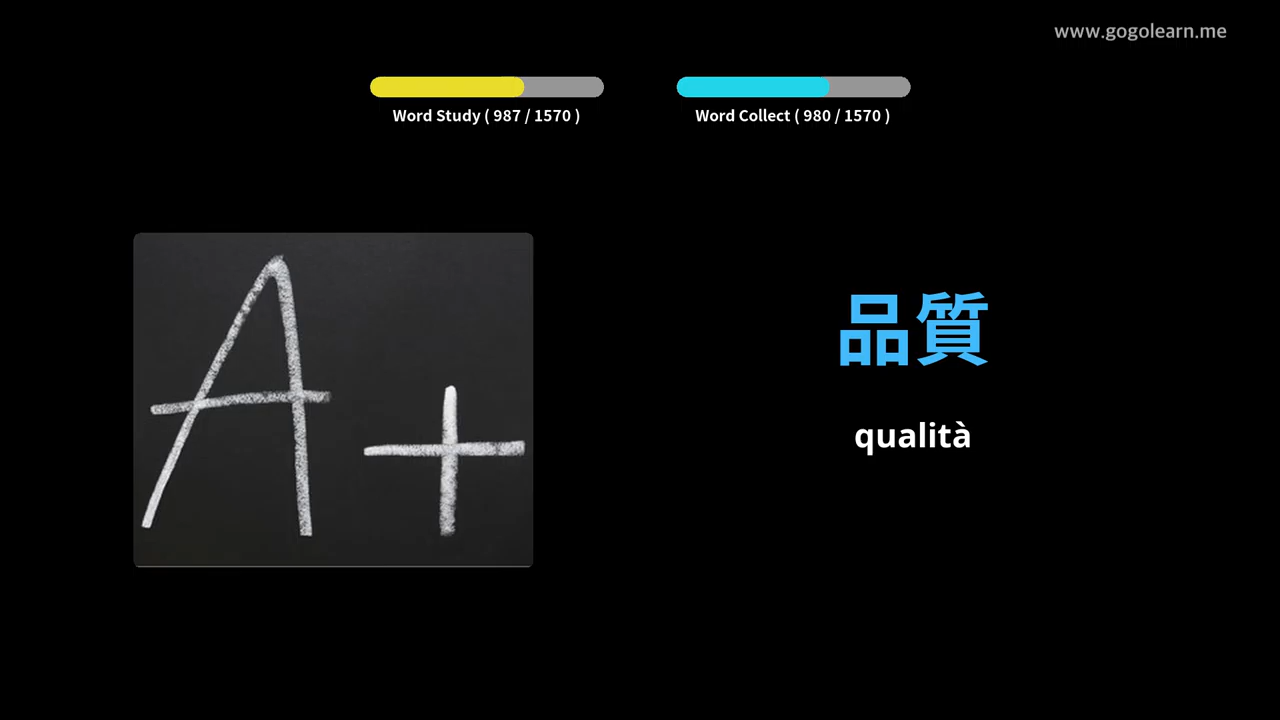 www.gogolearn.me
Word Study ( 987 / 1570 )
Word Collect ( 980 / 1570 )
A+
品質
qualità